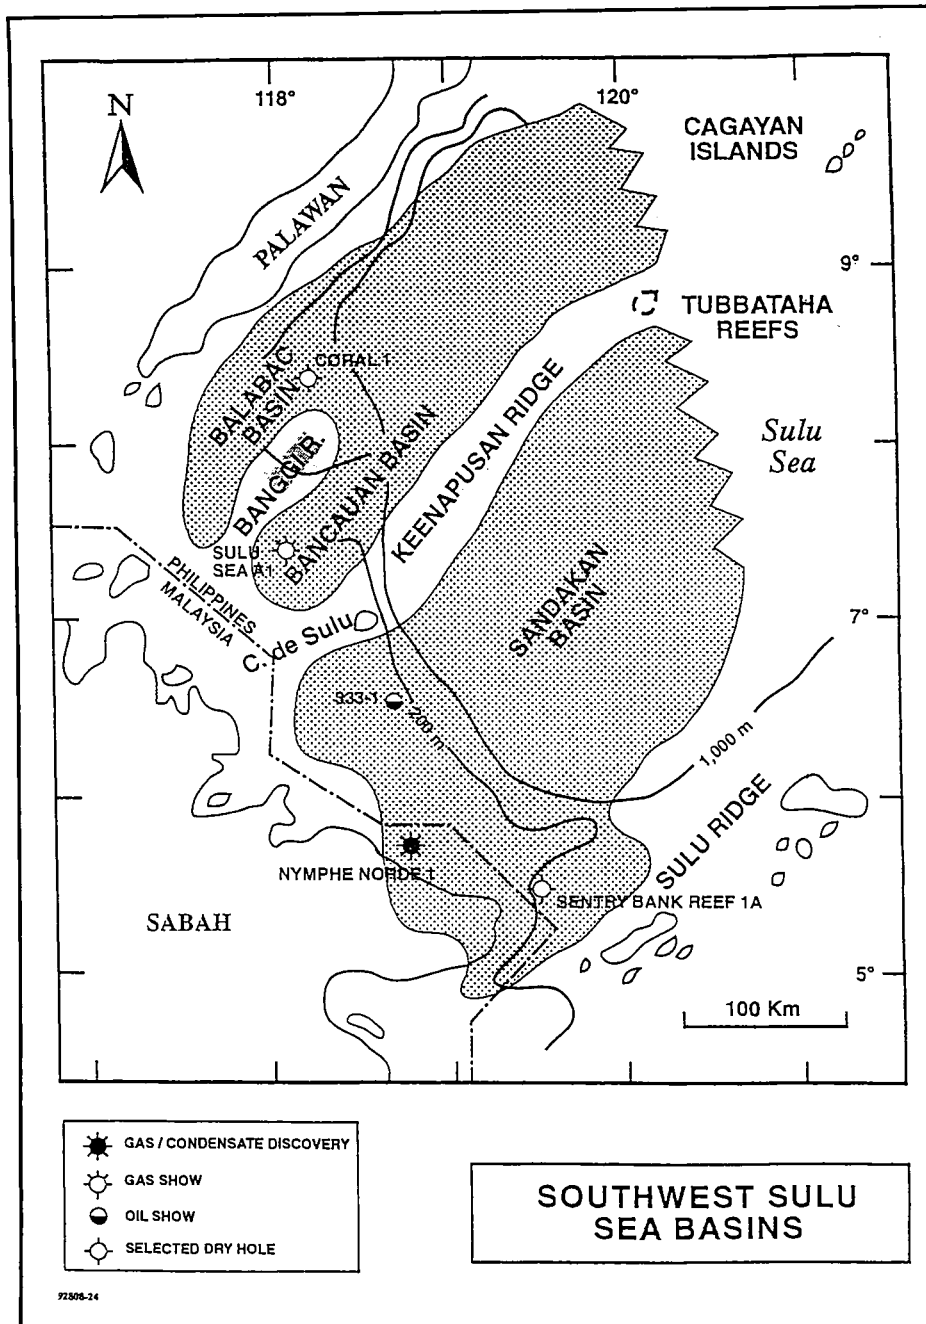 118°
120°
N
CAGAYAN
ISLANDS
PALAWAN
9°
TUBBATAHA
REEFS
CORAL 1
BALABAC
BASIN
KEENAPUSAN RIDGE
Sulu
Sea
BANGGI R.
BANCAUAN BASIN
SULU
SEA A1
SANDAKAN
BASIN
PHILIPPINES
MALAYSIA
7°
C. de Sulu
333-1
200 m
1,000 m
SULU RIDGE
NYMPHE NORDE 1
SENTRY BANK REEF 1A
SABAH
5°
100 Km
GAS / CONDENSATE DISCOVERY
GAS SHOW
OIL SHOW
SELECTED DRY HOLE
SOUTHWEST SULU
SEA BASINS
92808-24